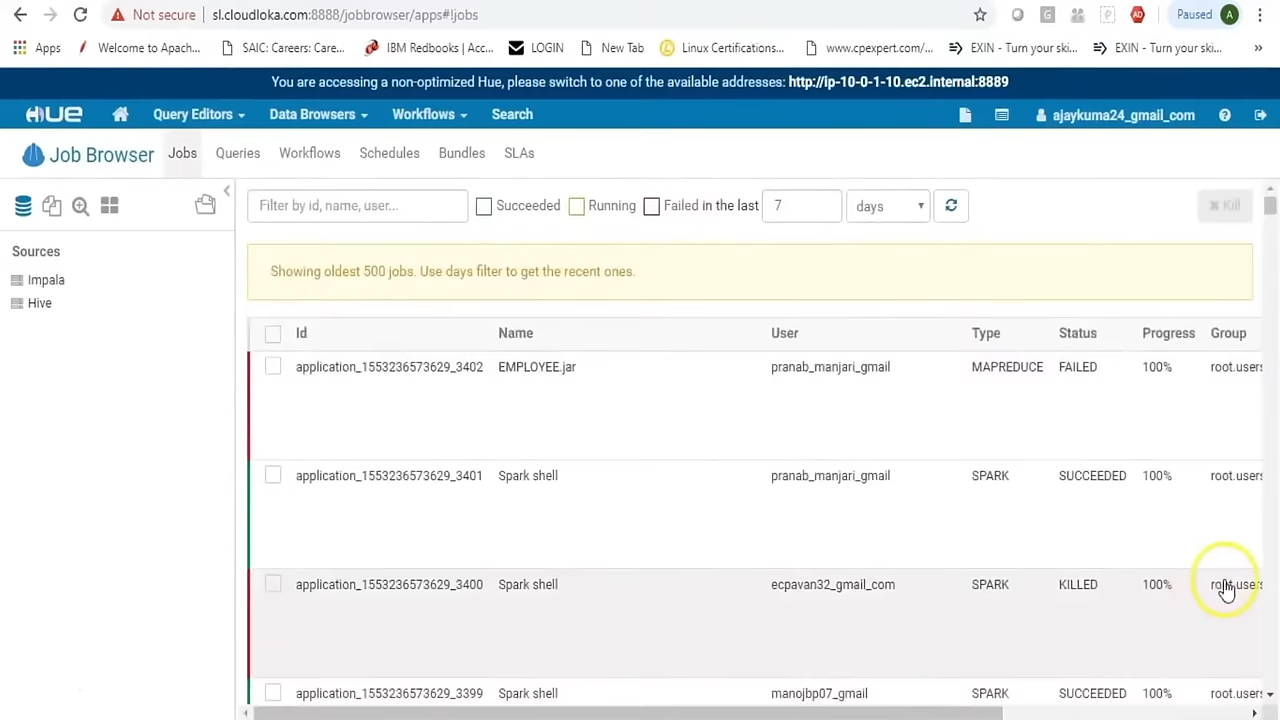 Not secure | sl.cloudloka.com:8888/jobbrowser/apps#!jobs G P AD Paused A
Apps Welcome to Apach... SAIC: Careers: Care... IBM Redbooks | Acc... LOGIN New Tab Linux Certifications... www.cpexpert.com/... EXIN - Turn your ski... EXIN - Turn your ski... »
You are accessing a non-optimized Hue, please switch to one of the available addresses: http://ip-10-0-1-10.ec2.internal:8889
HUE Query Editors Data Browsers Workflows Search ajaykuma24_gmail_com
Job Browser Jobs Queries Workflows Schedules Bundles SLAs
Filter by id, name, user... Succeeded Running Failed in the last 7 days Kill
Sources
Impala
Hive
Showing oldest 500 jobs. Use days filter to get the recent ones.
Id Name User Type Status Progress Group
application_1553236573629_3402 EMPLOYEE.jar pranab_manjari_gmail MAPREDUCE FAILED 100% root.users
application_1553236573629_3401 Spark shell pranab_manjari_gmail SPARK SUCCEEDED 100% root.users
application_1553236573629_3400 Spark shell ecpavan32_gmail_com SPARK KILLED 100% root.users
application_1553236573629_3399 Spark shell manojbp07_gmail SPARK SUCCEEDED 100% root.users